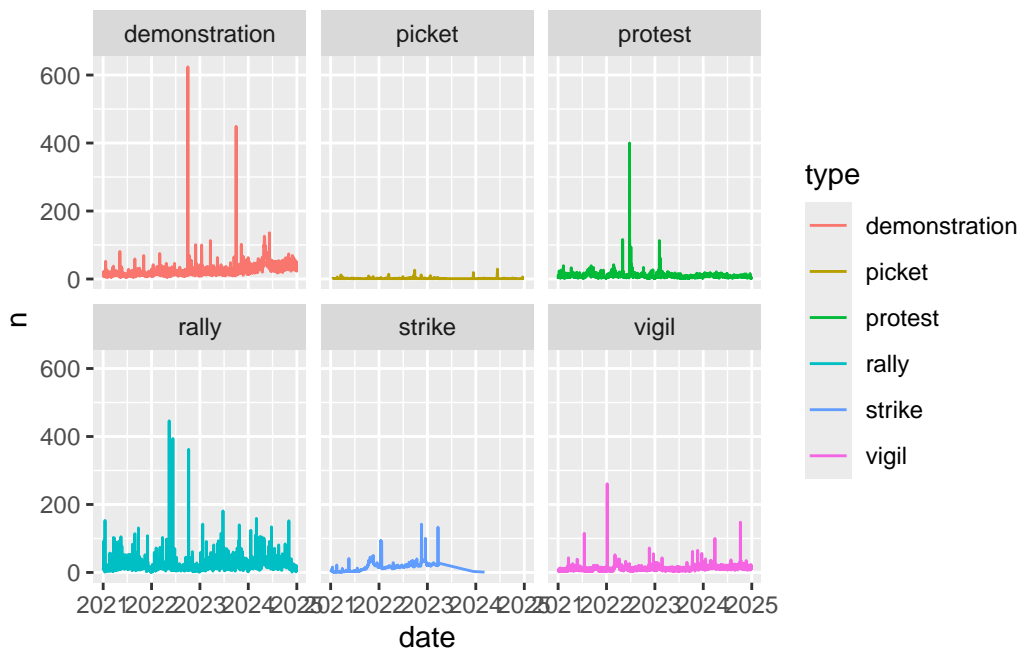 demonstration picket protest
600
400
200
0
rally strike vigil
600
400
200
0
2021 2022 2023 2024 2025 2021 2022 2023 2024 2025 2021 2022 2023 2024 2025
date
n
type
demonstration
picket
protest
rally
strike
vigil